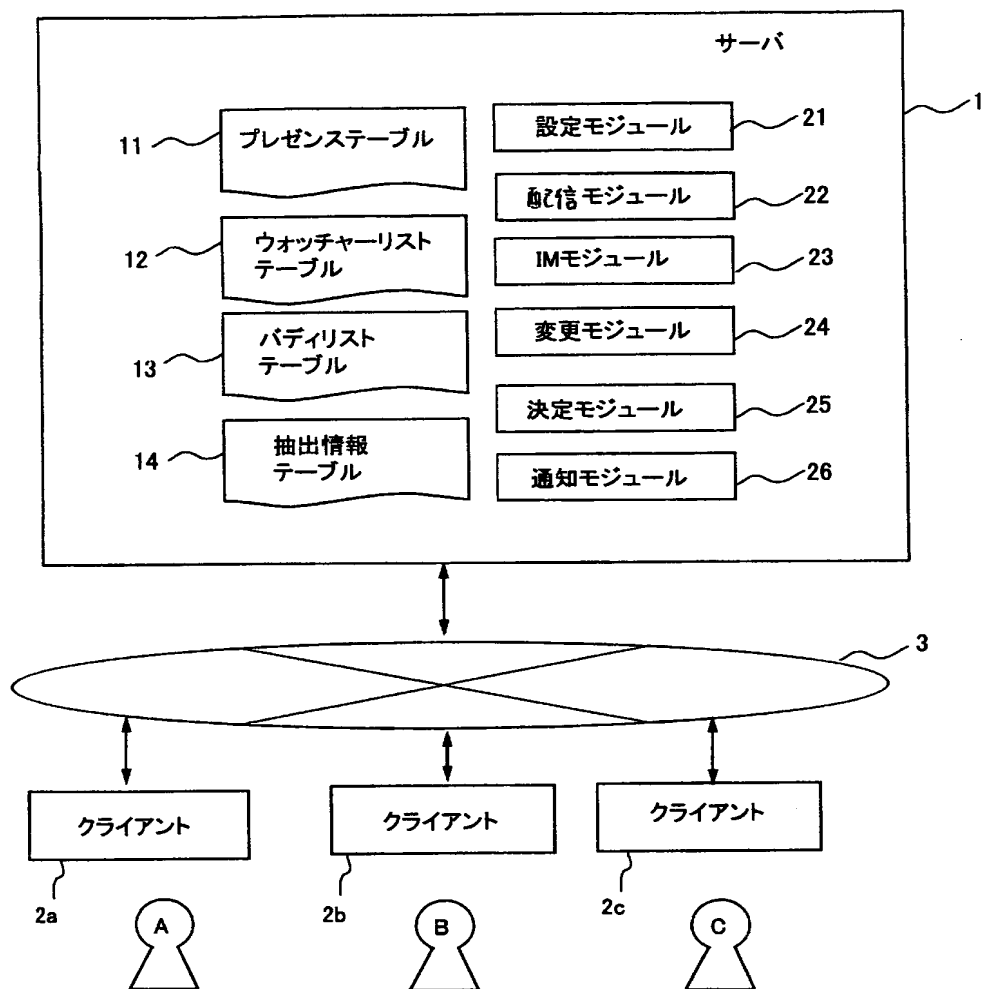 サーバ
1
11
プレゼンステーブル
設定モジュール
21
配信モジュール
22
12
ウォッチャーリスト
テーブル
IMモジュール
23
13
バディリスト
テーブル
変更モジュール
24
決定モジュール
25
14
抽出情報
テーブル
通知モジュール
26
3
クライアント
クライアント
クライアント
2a
2b
2c
A
B
C